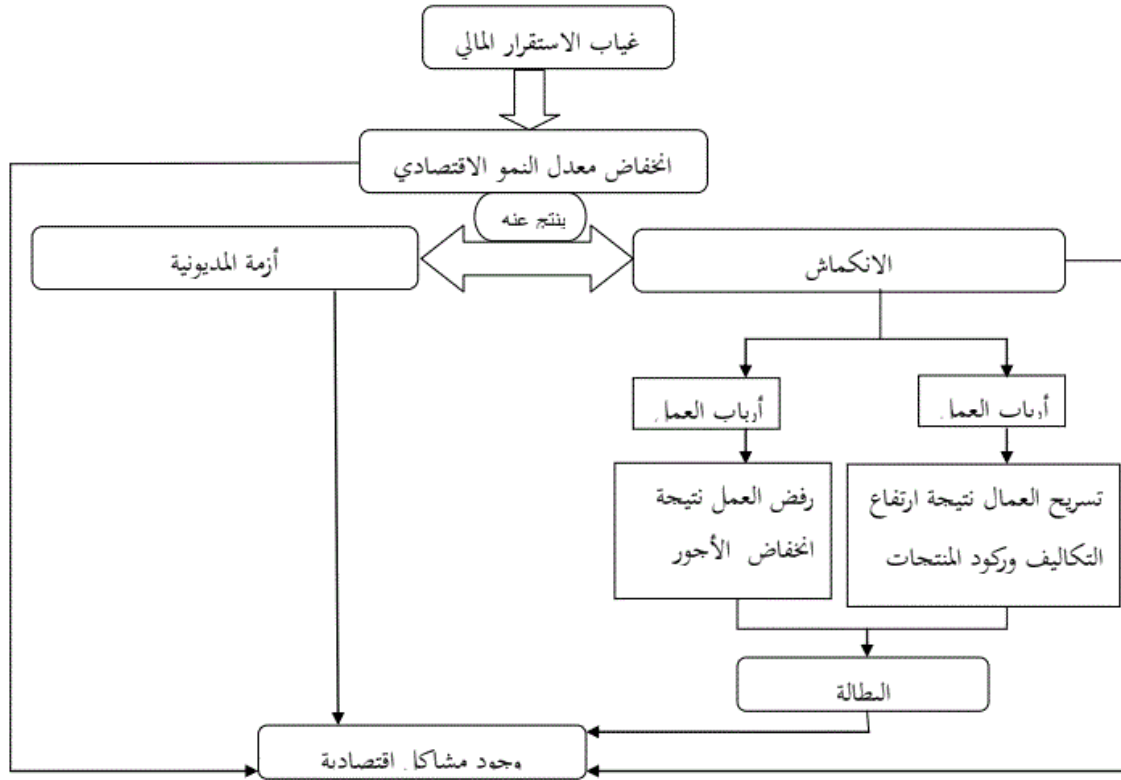 غياب الاستقرار المالي
انخفاض معدل النمو الاقتصادي
ينتج عنه
الانكماش
أزمة المديونية
أرباب العمل
أرباب العمل
تسريح العمال نتيجة ارتفاع
التكاليف وركود المنتجات
رفض العمل نتيجة
انخفاض الأجور
البطالة
وجود مشاكل اقتصادية